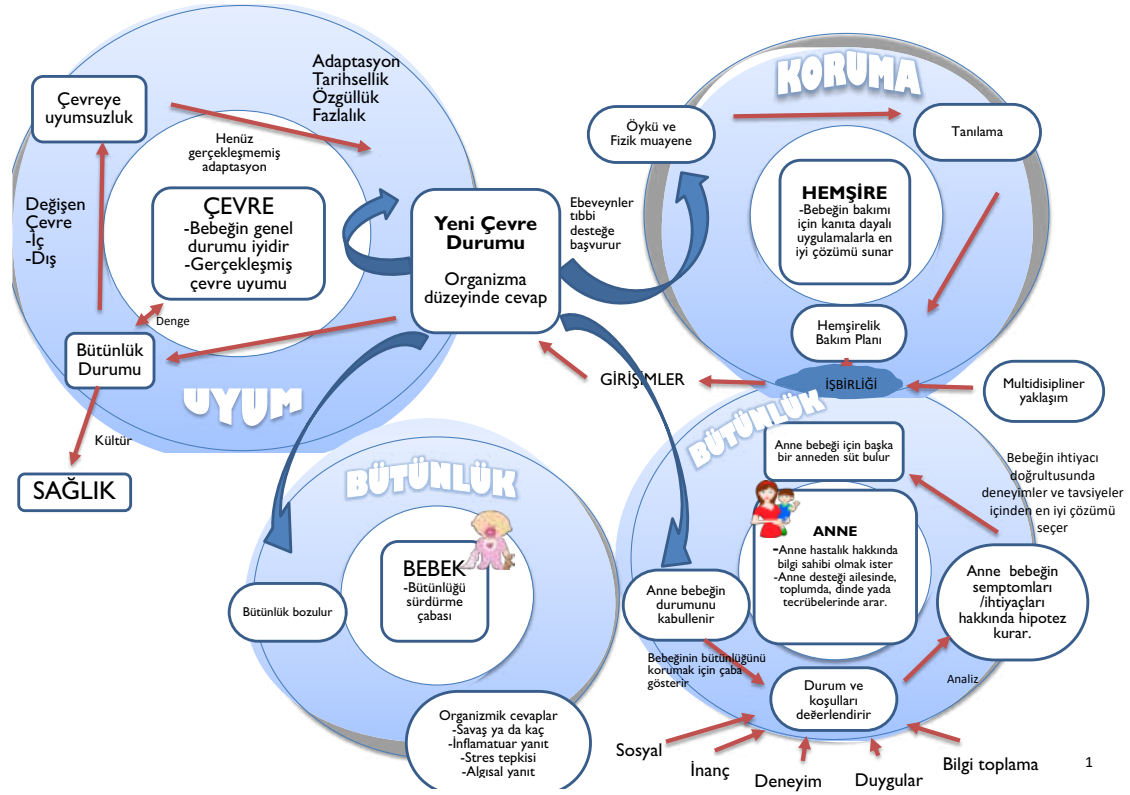 Adaptasyon
Tarihsellik
Özgüllük
Fazlalık
Çevreye
uyumsuzluk
Henüz
gerçekleşmemiş
adaptasyon
Değişen
Çevre
-İç
-Dış
ÇEVRE
-Bebeğin genel
durumu iyidir
-Gerçekleşmiş
çevre uyumu
Denge
Bütünlük
Durumu
UYUM
Kültür
SAĞLIK
Yeni Çevre
Durumu
Organizma
düzeyinde cevap
Ebeveynler
tıbbi
desteğe
başvurur
KORUMA
Öykü ve
Fizik muayene
Tanılama
HEMŞİRE
-Bebeğin bakımı
için kanıta dayalı
uygulamalarla en
iyi çözümü sunar
Hemşirelik
Bakım Planı
İŞBİRLİĞİ
GİRİŞİMLER
Multidisipliner
yaklaşım
BÜTÜNLÜK
BEBEK
-Bütünlüğü
sürdürme
çabası
Bütünlük bozulur
Organizmik cevaplar
-Savaş ya da kaç
-İnflamatuar yanıt
-Stres tepkisi
-Algısal yanıt
BÜTÜNLÜK
Anne bebeği için başka
bir anneden süt bulur
Bebeğin ihtiyacı
doğrultusunda
deneyimler ve tavsiyeler
içinden en iyi çözümü
seçer
ANNE
-Anne hastalık hakkında
bilgi sahibi olmak ister
-Anne desteği ailesinde,
toplumda, dinde yada
tecrübelerinde arar.
Anne bebeğin
durumunu
kabullenir
Anne bebeğin
semptomları
/ihtiyaçları
hakkında hipotez
kurar.
Bebeğinin bütünlüğünü
korumak için çaba
gösterir
Durum ve
koşulları
değerlendirir
Analiz
Sosyal
İnanç
Deneyim
Duygular
Bilgi toplama
1